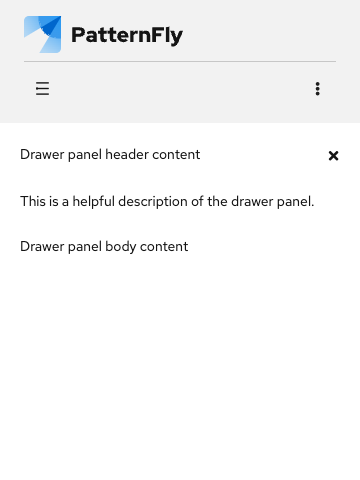 PatternFly
Drawer panel header content
This is a helpful description of the drawer panel.
Drawer panel body content